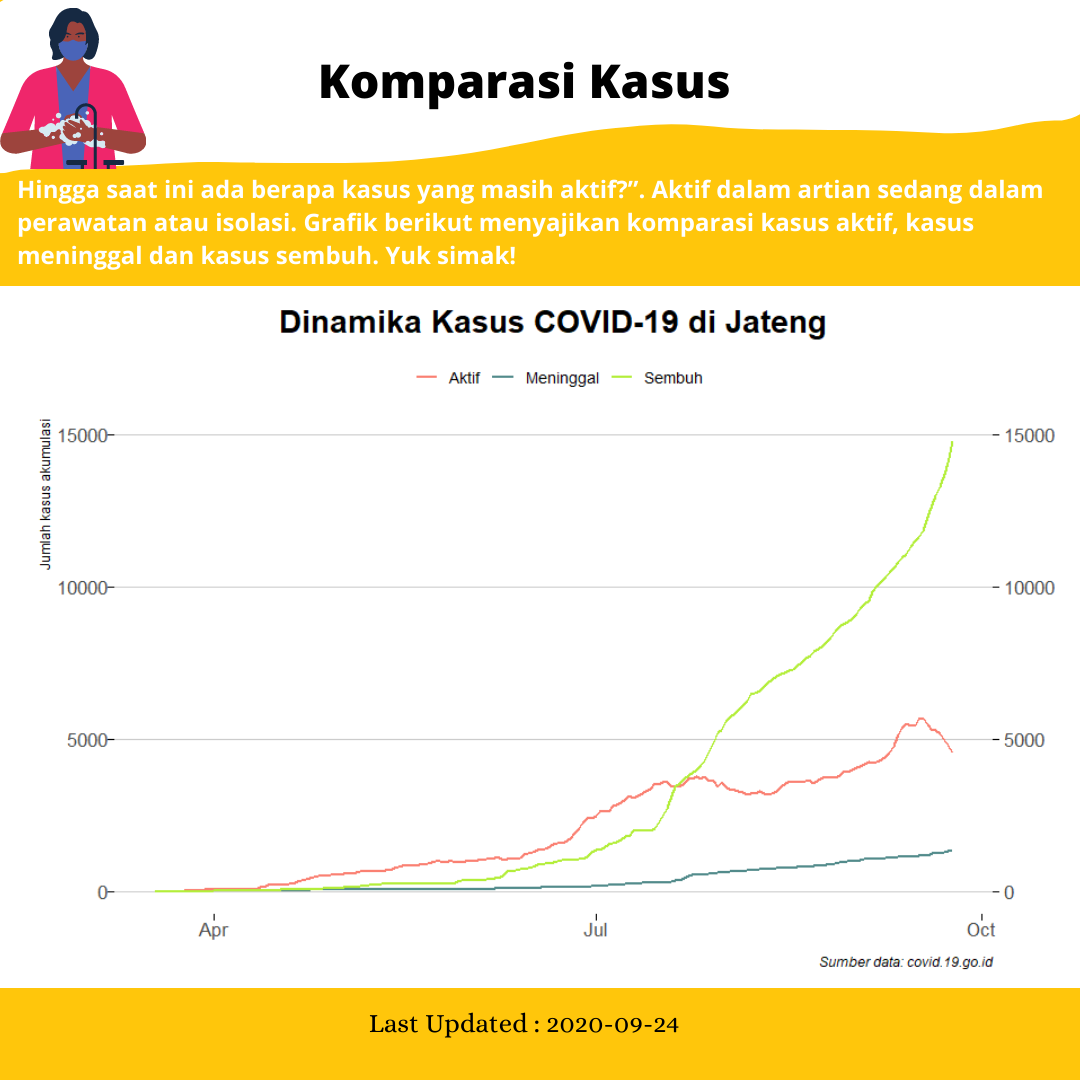 Komparasi Kasus
Hingga saat ini ada berapa kasus yang masih aktif?”. Aktif dalam artian sedang dalam
perawatan atau isolasi. Grafik berikut menyajikan komparasi kasus aktif, kasus
meninggal dan kasus sembuh. Yuk simak!
Dinamika Kasus COVID-19 di Jateng
Aktif Meninggal Sembuh
Jumlah kasus akumulasi
15000 15000
10000 10000
5000 5000
0 0
Apr Jul Oct
Sumber data: covid.19.go.id
Last Updated : 2020-09-24